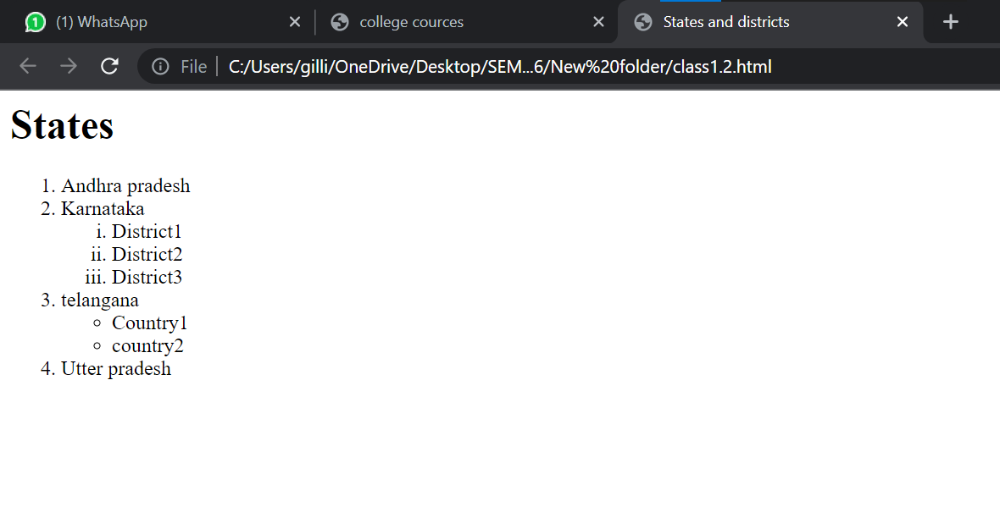 1 (1) WhatsApp college cources States and districts
File C:/Users/gilli/OneDrive/Desktop/SEM...6/New%20folder/class1.2.html
States
1. Andhra pradesh
2. Karnataka
i. District1
ii. District2
iii. District3
3. telangana
Country1
country2
4. Utter pradesh